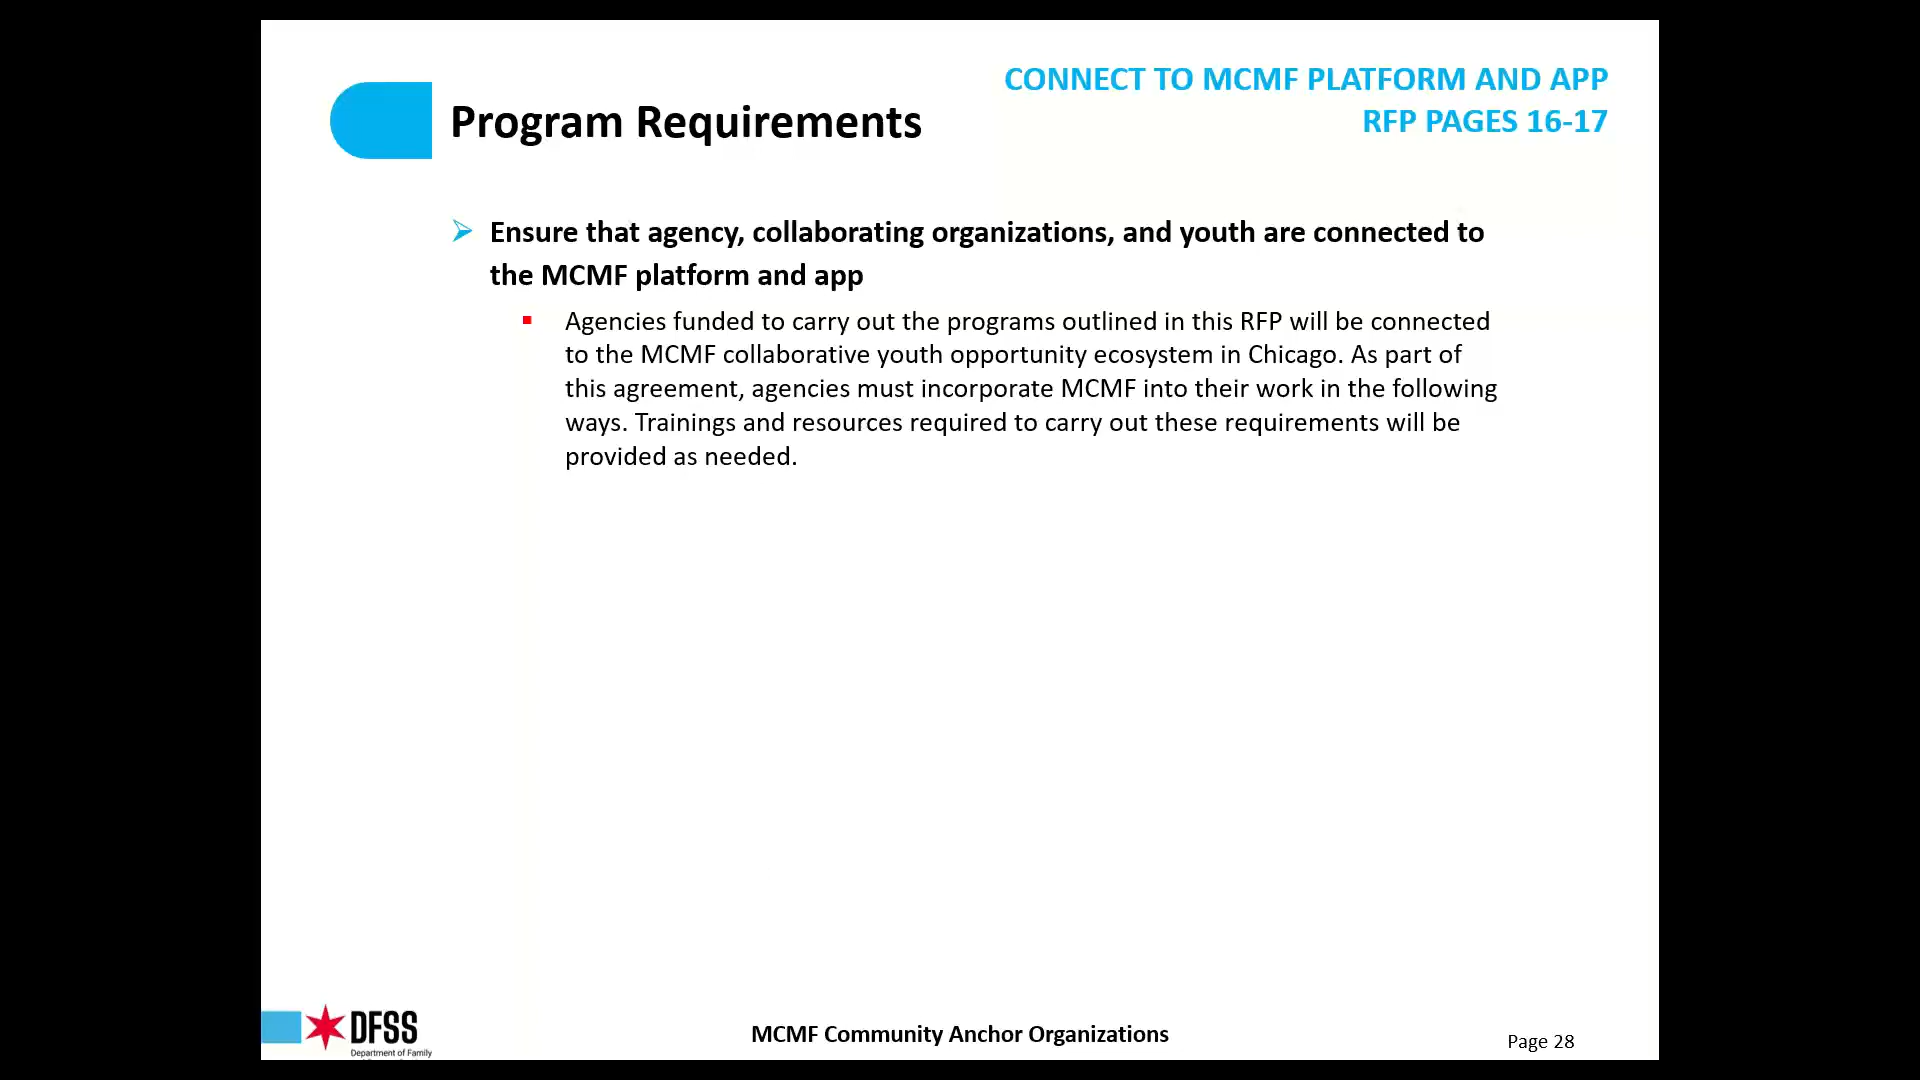 CONNECT TO MCMF PLATFORM AND APP
RFP PAGES 16-17
Program Requirements
Ensure that agency, collaborating organizations, and youth are connected to
the MCMF platform and app
Agencies funded to carry out the programs outlined in this RFP will be connected
to the MCMF collaborative youth opportunity ecosystem in Chicago. As part of
this agreement, agencies must incorporate MCMF into their work in the following
ways. Trainings and resources required to carry out these requirements will be
provided as needed.
DFSS
Department of Family
MCMF Community Anchor Organizations
Page 28